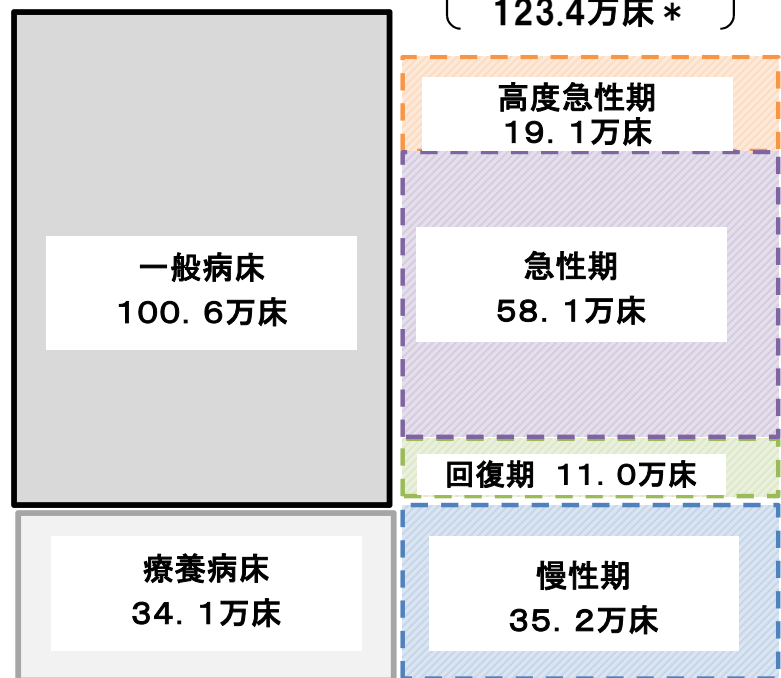 123.4万床*
高度急性期
19.1万床
一般病床
100.6万床
急性期
58.1万床
回復期 11.0万床
療養病床
34.1万床
慢性期
35.2万床